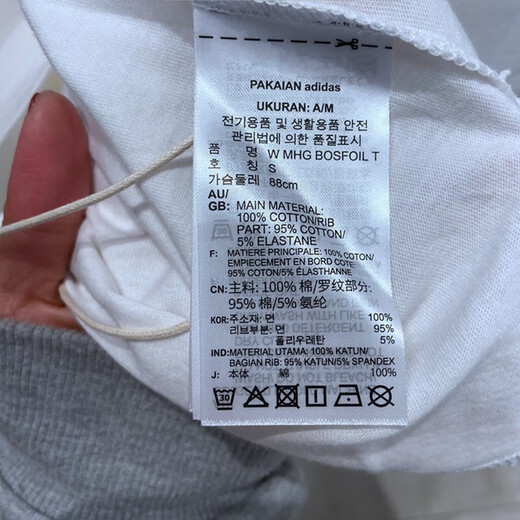 PAKAIAN adidas
UKURAN: A/M
전기용품 및 생활용품 안전
관리법에 의한 품질표시
품 명 W MHG BOSFOIL T
호 칭 S
가슴둘레 88cm
AU/
GB: MAIN MATERIAL:
100% COTTON/RIB
PART: 95% COTTON/
5% ELASTANE
F: MATIERE PRINCIPALE: 100% COTON/
EMPIECEMENT EN BORD COTE
95% COTON/5% ÉLASTHANNE
CN: 主料: 100% 棉/罗纹部分:
95% 棉/5% 氨纶
KOR: 주소재: 면 100%
리브부분: 면 95%
폴리우레탄 5%
IND: MATERIAL UTAMA: 100% KATUN/
BAGIAN RIB: 95% KATUN/5% SPANDEX
J: 本体 綿 100%
30